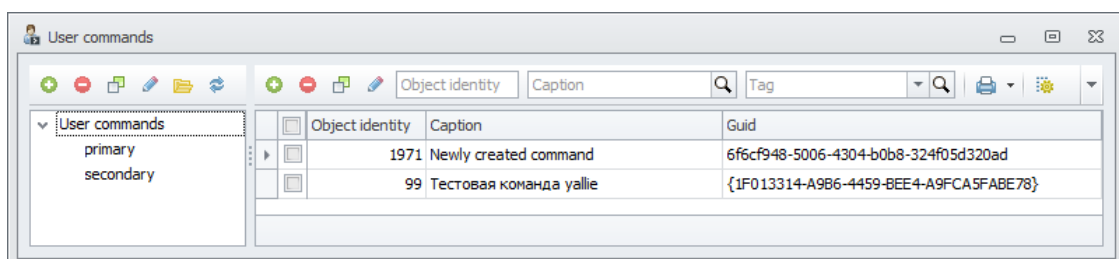 User commands
Object identity Caption Tag
User commands
primary
secondary
Object identity Caption Guid
1971 Newly created command 6f6cf948-5006-4304-b0b8-324f05d320ad
99 Тестовая команда yallie {1F013314-A9B6-4459-BEE4-A9FCA5FABE78}